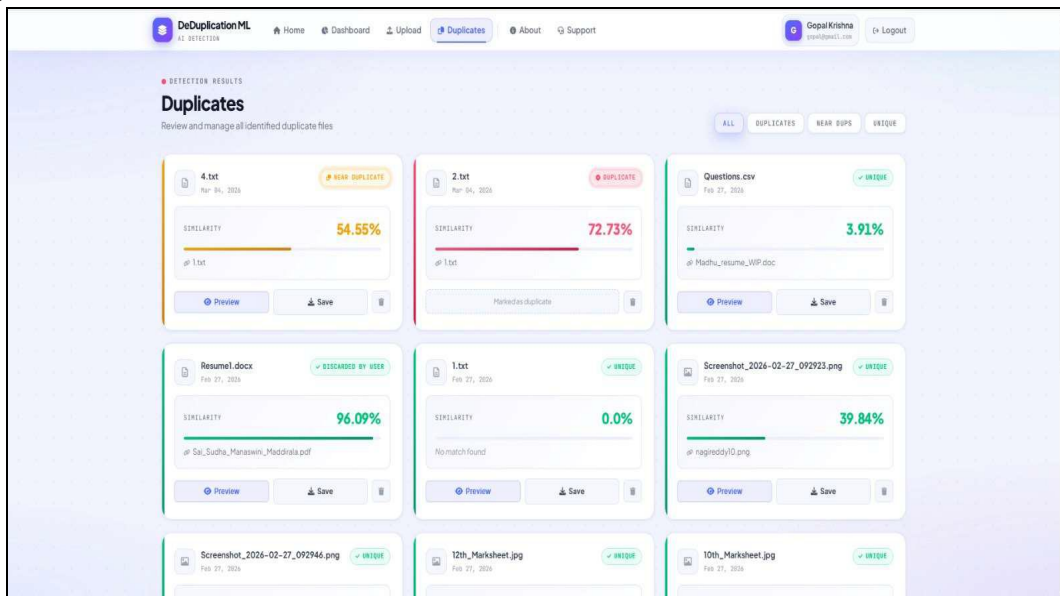 DeDuplication ML
AI DETECTION
Home Dashboard Upload Duplicates About Support
G
Gopal Krishna
gopal@gmail.com
Logout
DETECTION RESULTS
Duplicates
Review and manage all identified duplicate files
ALL DUPLICATES NEAR DUPS UNIQUE
4.txt
Mar 04, 2026
NEAR DUPLICATE
SIMILARITY 54.55%
1.txt
Preview Save
2.txt
Mar 04, 2026
DUPLICATE
SIMILARITY 72.73%
1.txt
Marked as duplicate
Questions.csv
Feb 27, 2026
UNIQUE
SIMILARITY 3.91%
Madhu_resume_WIP.doc
Preview Save
Resume1.docx
Feb 27, 2026
DISCARDED BY USER
SIMILARITY 96.09%
Sai_Sudha_Manaswini_Maddirala.pdf
Preview Save
1.txt
Feb 27, 2026
UNIQUE
SIMILARITY 0.0%
No match found
Preview Save
Screenshot_2026-02-27_092923.png
Feb 27, 2026
UNIQUE
SIMILARITY 39.84%
nagireddy10.png
Preview Save
Screenshot_2026-02-27_092946.png
Feb 27, 2026
UNIQUE
12th_Marksheet.jpg
Feb 27, 2026
UNIQUE
10th_Marksheet.jpg
Feb 27, 2026
UNIQUE